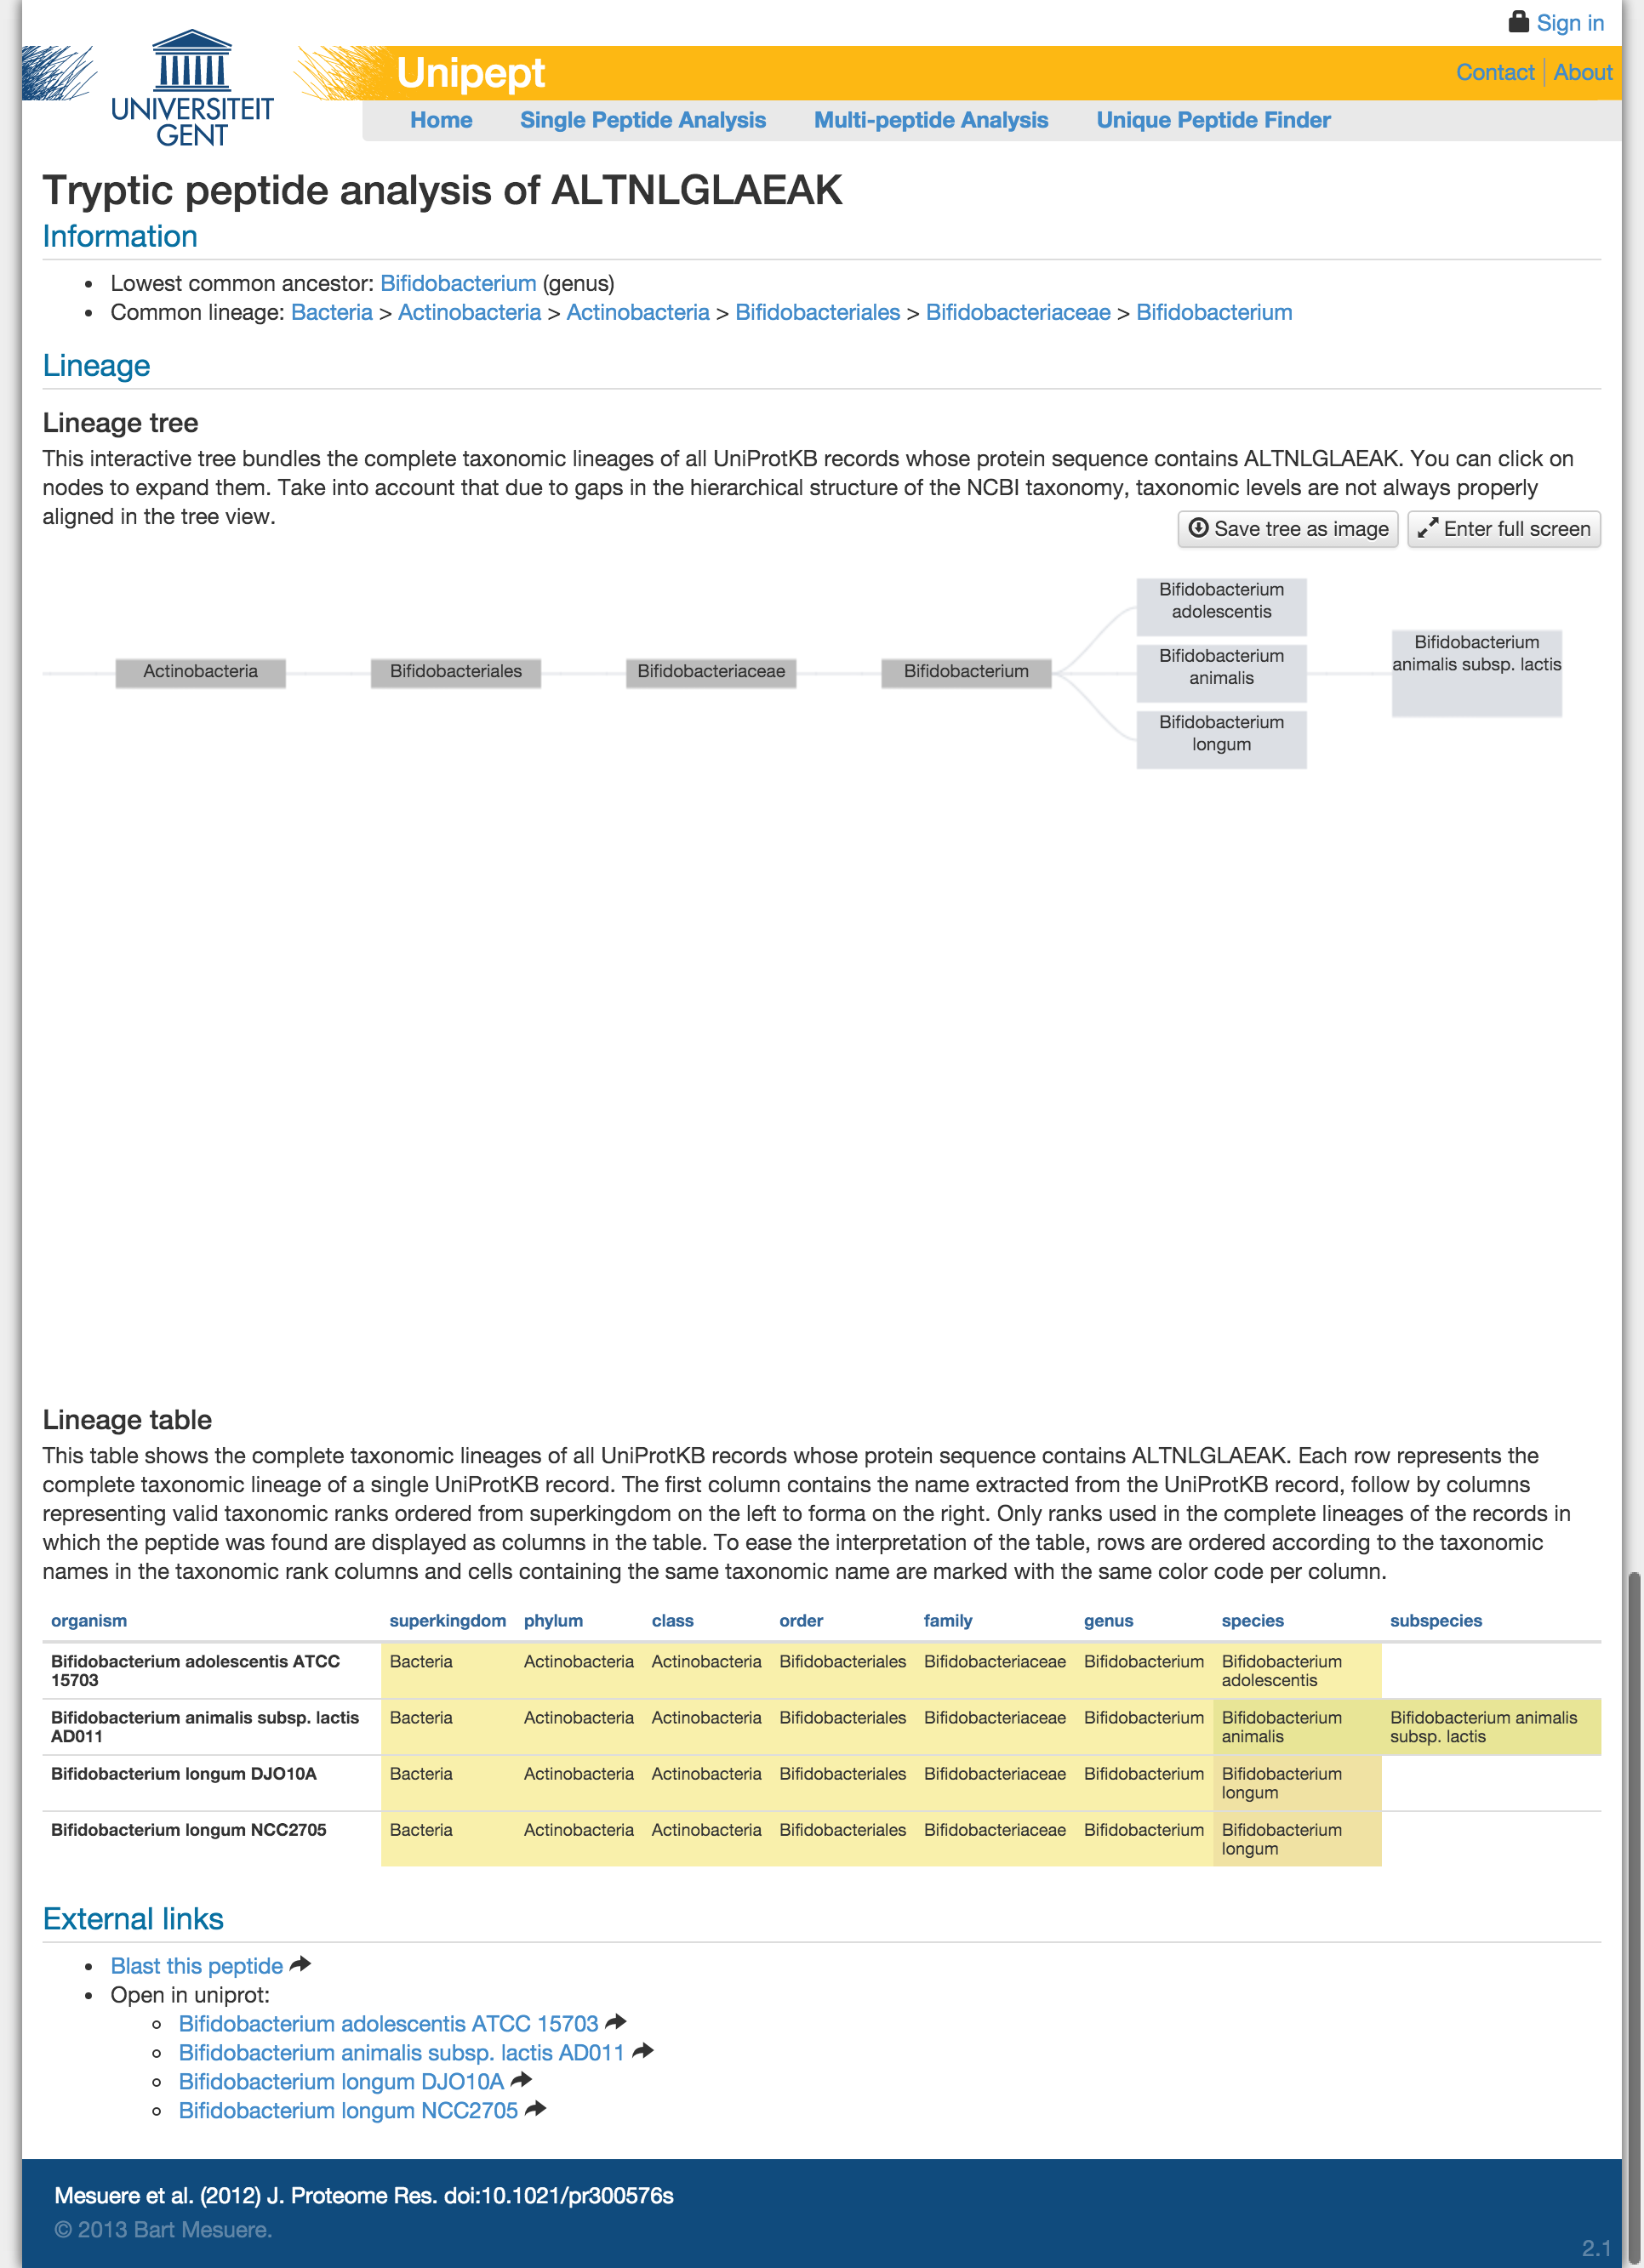 Sign in
UNIVERSITEIT
GENT
Unipept
Contact
About
Home
Single Peptide Analysis
Multi-peptide Analysis
Unique Peptide Finder
Tryptic peptide analysis of ALTNLGLAEAK
Information
• Lowest common ancestor: Bifidobacterium (genus)
• Common lineage: Bacteria > Actinobacteria > Actinobacteria > Bifidobacteriales > Bifidobacteriaceae > Bifidobacterium
Lineage
Lineage tree
This interactive tree bundles the complete taxonomic lineages of all UniProtKB records whose protein sequence contains ALTNLGLAEAK. You can click on
nodes to expand them. Take into account that due to gaps in the hierarchical structure of the NCBI taxonomy, taxonomic levels are not always properly
aligned in the tree view.
Save tree as image
Enter full screen
Actinobacteria
Bifidobacteriales
Bifidobacteriaceae
Bifidobacterium
Bifidobacterium
adolescentis
Bifidobacterium
animalis
Bifidobacterium
longum
Bifidobacterium
animalis subsp. lactis
Lineage table
This table shows the complete taxonomic lineages of all UniProtKB records whose protein sequence contains ALTNLGLAEAK. Each row represents the
complete taxonomic lineage of a single UniProtKB record. The first column contains the name extracted from the UniProtKB record, follow by columns
representing valid taxonomic ranks ordered from superkingdom on the left to forma on the right. Only ranks used in the complete lineages of the records in
which the peptide was found are displayed as columns in the table. To ease the interpretation of the table, rows are ordered according to the taxonomic
names in the taxonomic rank columns and cells containing the same taxonomic name are marked with the same color code per column.
organism superkingdom phylum class order family genus species subspecies
Bifidobacterium adolescentis ATCC Bacteria Actinobacteria Actinobacteria Bifidobacteriales Bifidobacteriaceae Bifidobacterium Bifidobacterium
15703 adolescentis
Bifidobacterium animalis subsp. lactis Bacteria Actinobacteria Actinobacteria Bifidobacteriales Bifidobacteriaceae Bifidobacterium Bifidobacterium Bifidobacterium animalis
AD011 animalis subsp. lactis
Bifidobacterium longum DJO10A Bacteria Actinobacteria Actinobacteria Bifidobacteriales Bifidobacteriaceae Bifidobacterium Bifidobacterium
longum
Bifidobacterium longum NCC2705 Bacteria Actinobacteria Actinobacteria Bifidobacteriales Bifidobacteriaceae Bifidobacterium Bifidobacterium
longum
External links
• Blast this peptide
• Open in uniprot:
Bifidobacterium adolescentis ATCC 15703
Bifidobacterium animalis subsp. lactis AD011
Bifidobacterium longum DJO10A
Bifidobacterium longum NCC2705
Mesuere et al. (2012) J. Proteome Res. doi:10.1021/pr300576s
© 2013 Bart Mesuere.
2.1